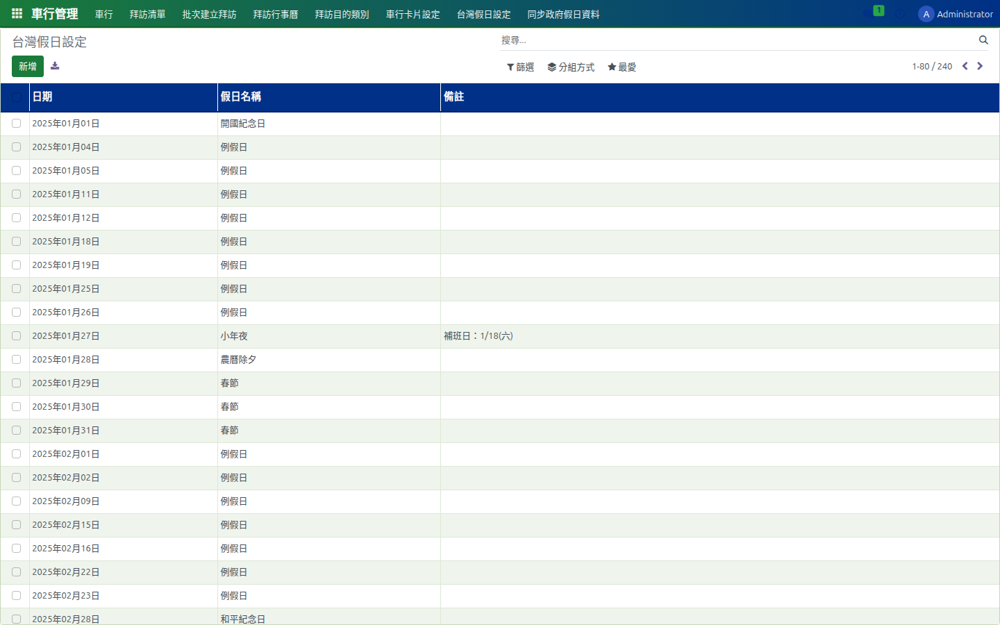 車行管理 車行 拜訪清單 批次建立拜訪 拜訪行事曆 拜訪目的類別 車行卡片設定 台灣假日設定 同步政府假日資料 1 A Administrator
台灣假日設定 搜尋...
新增 篩選 分組方式 最愛 1-80 / 240
日期 假日名稱 備註
2025年01月01日 開國紀念日
2025年01月04日 例假日
2025年01月05日 例假日
2025年01月11日 例假日
2025年01月12日 例假日
2025年01月18日 例假日
2025年01月19日 例假日
2025年01月25日 例假日
2025年01月26日 例假日
2025年01月27日 小年夜 補班日：1/18(六)
2025年01月28日 農曆除夕
2025年01月29日 春節
2025年01月30日 春節
2025年01月31日 春節
2025年02月01日 例假日
2025年02月02日 例假日
2025年02月09日 例假日
2025年02月15日 例假日
2025年02月16日 例假日
2025年02月22日 例假日
2025年02月23日 例假日
2025年02月28日 和平紀念日